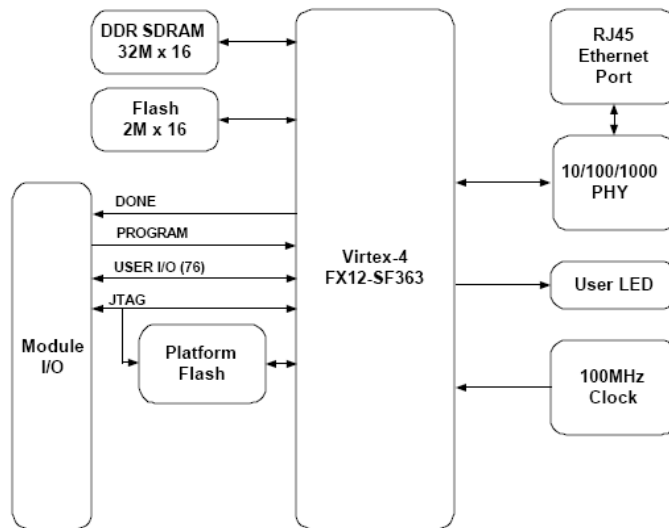 DDR SDRAM
32M x 16
Flash
2M x 16
RJ45
Ethernet
Port
10/100/1000
PHY
DONE
PROGRAM
USER I/O (76)
JTAG
Virtex-4
FX12-SF363
User LED
Module
I/O
Platform
Flash
100MHz
Clock